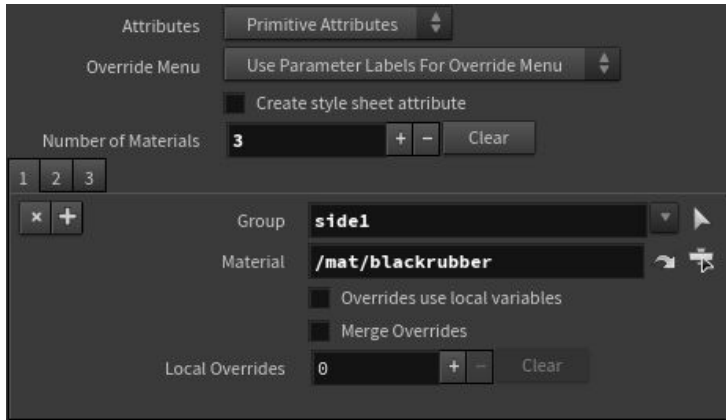 Attributes Primitive Attributes
Override Menu Use Parameter Labels For Override Menu
Create style sheet attribute
Number of Materials 3 + - Clear
1 2 3
× + Group side1
Material /mat/blackrubber
Overrides use local variables
Merge Overrides
Local Overrides 0 + - Clear